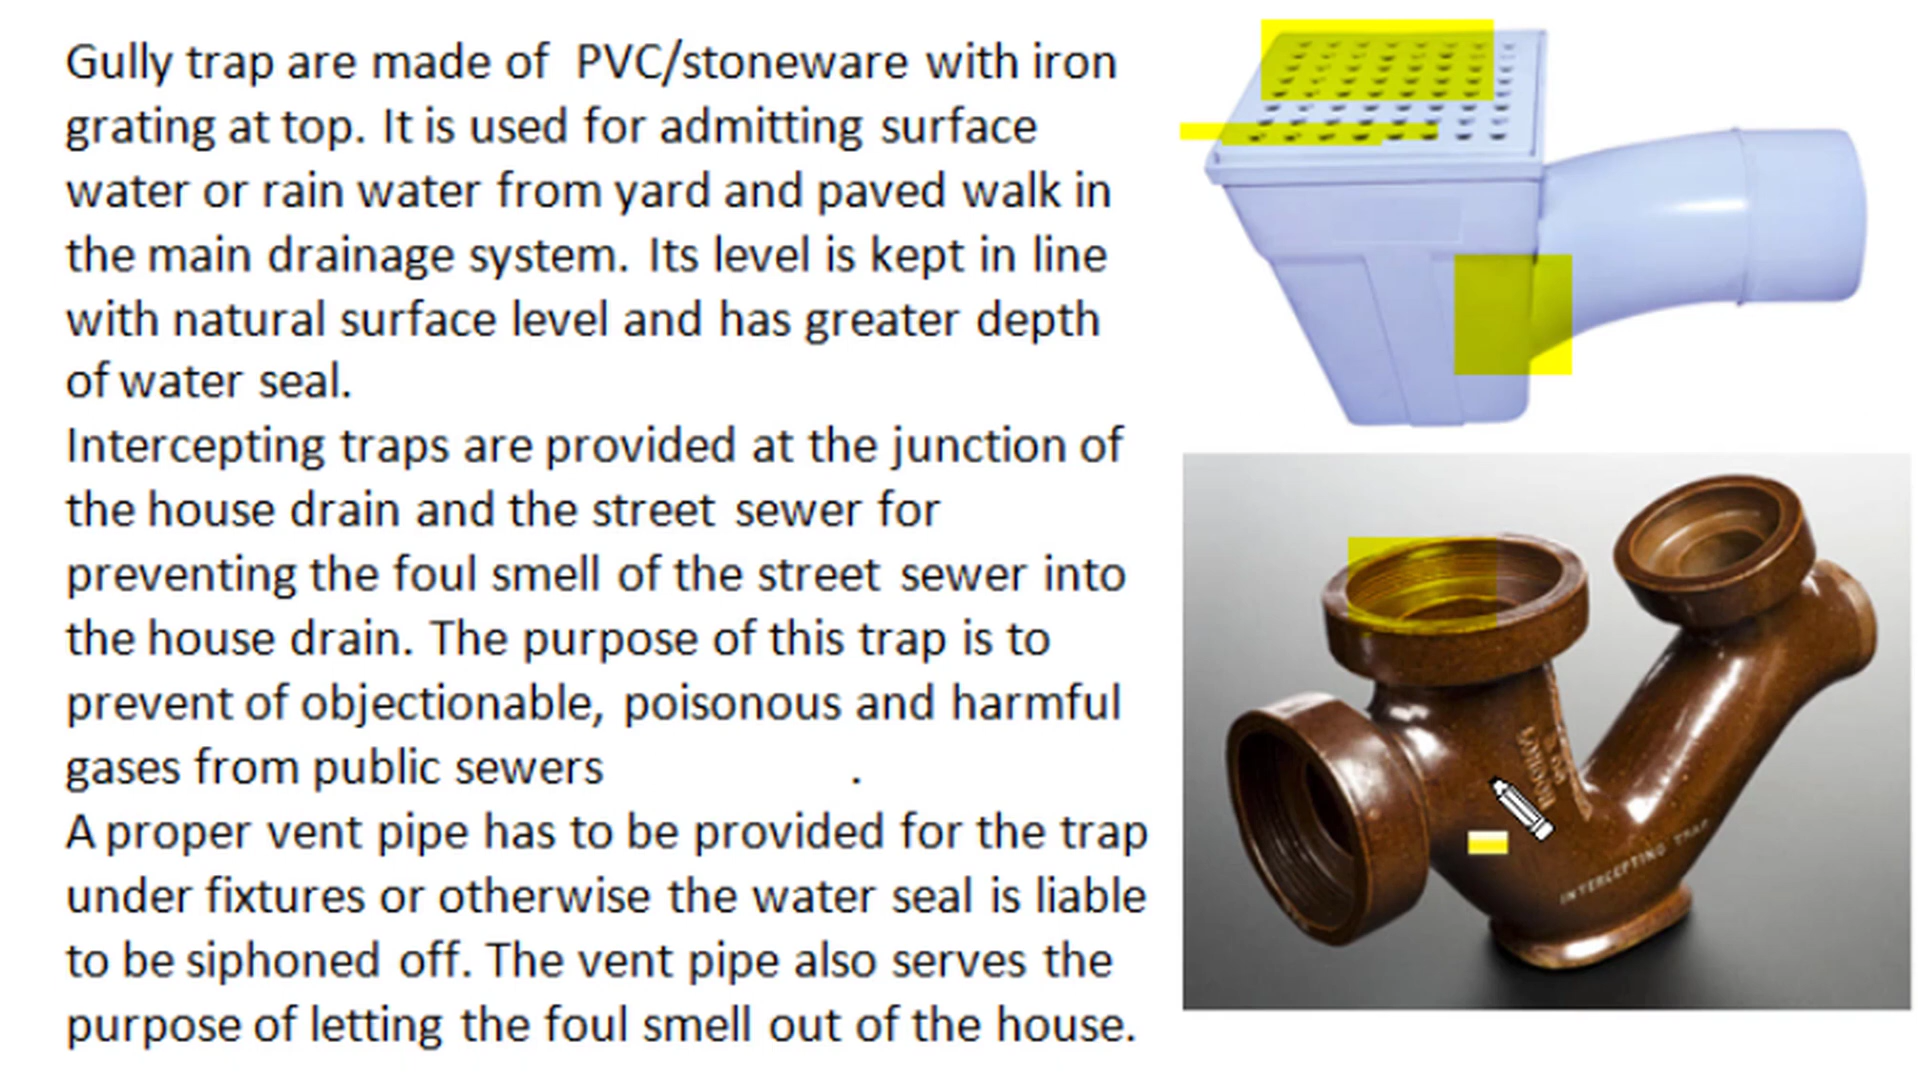 Gully trap are made of PVC/stoneware with iron
grating at top. It is used for admitting surface
water or rain water from yard and paved walk in
the main drainage system. Its level is kept in line
with natural surface level and has greater depth
of water seal.
Intercepting traps are provided at the junction of
the house drain and the street sewer for
preventing the foul smell of the street sewer into
the house drain. The purpose of this trap is to
prevent of objectionable, poisonous and harmful
gases from public sewers .
A proper vent pipe has to be provided for the trap
under fixtures or otherwise the water seal is liable
to be siphoned off. The vent pipe also serves the
purpose of letting the foul smell out of the house.
INTERCEPTING TRAP